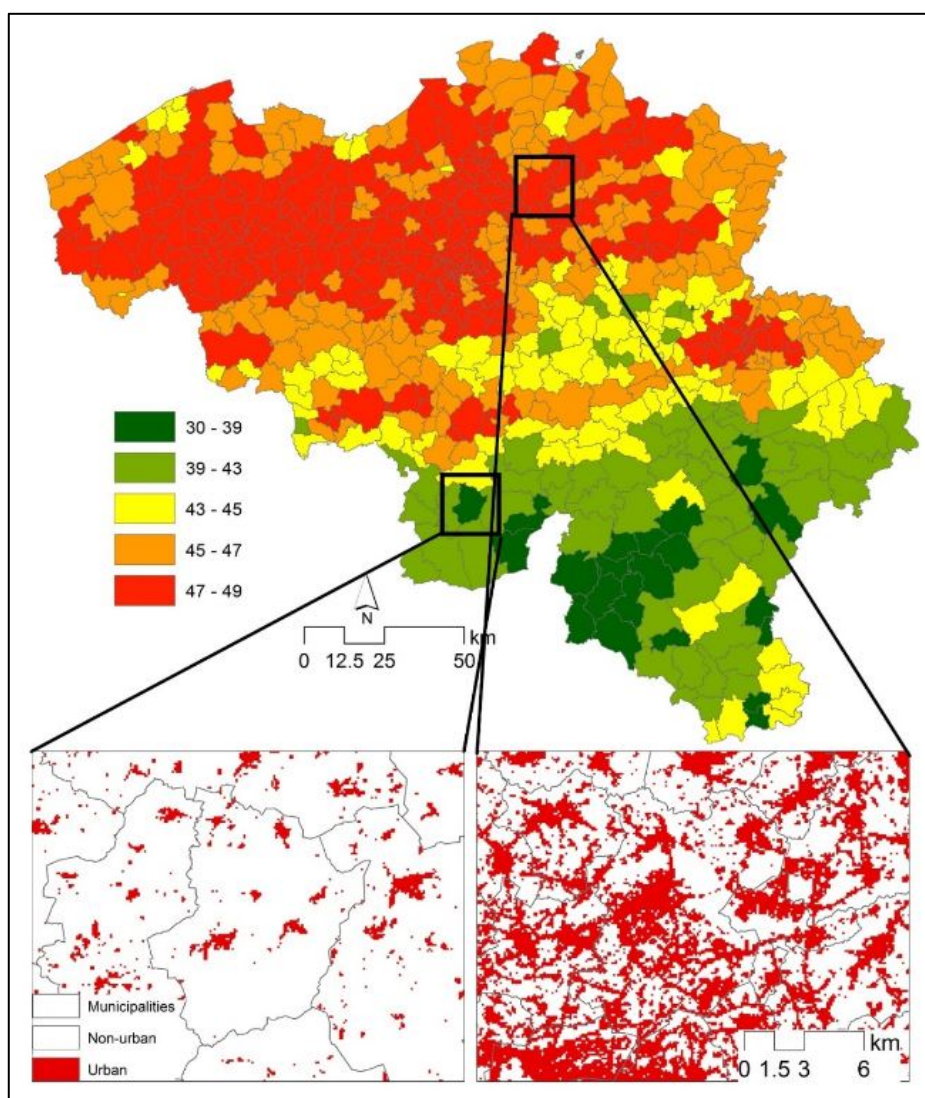 30 - 39
39 - 43
43 - 45
45 - 47
47 - 49
N
km
0 12.5 25 50
Municipalities
Non-urban
Urban
km
0 1.5 3 6